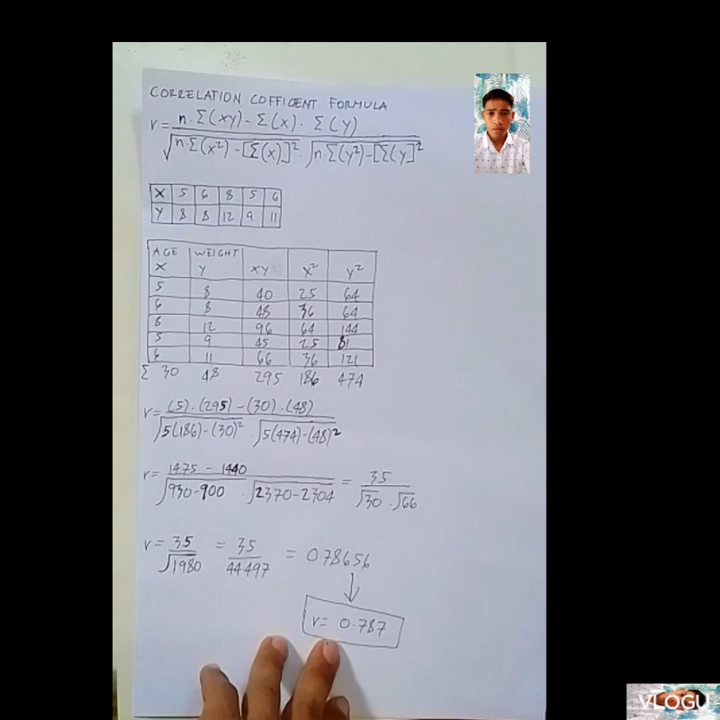 CORRELATION COFFICENT FORMULA
r = n·Σ(xy) - Σ(x)·Σ(y)
√n·Σ(x²) - [Σ(x)]² · √n·Σ(y²) - [Σ(y]²
X 5 6 8 5 6
Y 8 8 12 9 11
AGE WEIGHT
X Y XY X² Y²
5 8 40 25 64
6 8 48 36 64
8 12 96 64 144
5 9 45 25 81
6 11 66 36 121
Σ 30 48 295 186 474
r = (5)·(295) - (30)·(48)
√5(186) - (30)² · √5(474) - (48)²
r = 1475 - 1440 = 35
√930-900 · √2370-2304 √30 · √66
r = 35 = 35 = 0.78656
√1980 44497
r = 0.787
VLOGU